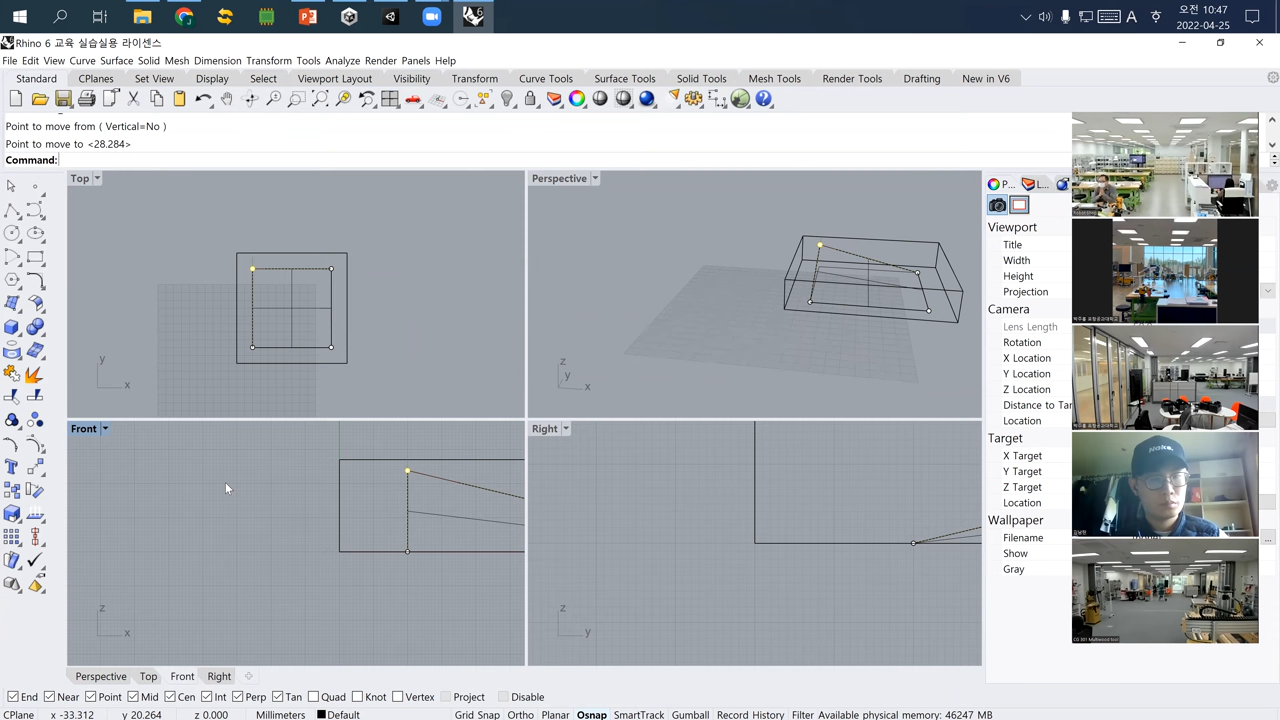 A
오전 10:47
2022-04-25
Rhino 6 교육 실습실용 라이센스
File Edit View Curve Surface Solid Mesh Dimension Transform Tools Analyze Render Panels Help
Standard CPlanes Set View Display Select Viewport Layout Visibility Transform Curve Tools Surface Tools Solid Tools Mesh Tools Render Tools Drafting New in V6
Point to move from ( Vertical=No )
Point to move to <28.284>
Command:
Top
Perspective
P... L...
Viewport
Title
Width
Height
Projection
Camera
Lens Length
Rotation
X Location
Y Location
Z Location
Distance to Tar
Location
Target
X Target
Y Target
Z Target
Location
Wallpaper
Filename
Show
Gray
y
x
z
y
x
Front
Right
z
x
z
y
Nake.
CG 301 Multiwood tool
Perspective Top Front Right
End Near Point Mid Cen Int Perp Tan Quad Knot Vertex Project Disable
CPlane x -33.312 y 20.264 z 0.000 Millimeters Default Grid Snap Ortho Planar Osnap SmartTrack Gumball Record History Filter Available physical memory: 46247 MB